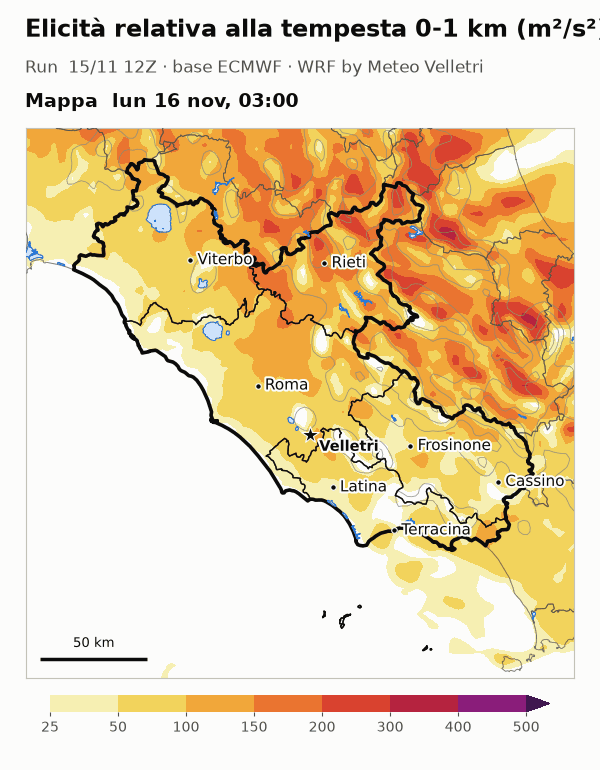 Elicità relativa alla tempesta 0-1 km (m²/s²)
Run 15/11 12Z · base ECMWF · WRF by Meteo Velletri
Mappa lun 16 nov, 03:00
Viterbo
Rieti
Roma
Velletri
Frosinone
Latina
Cassino
Terracina
50 km
25 50 100 150 200 300 400 500